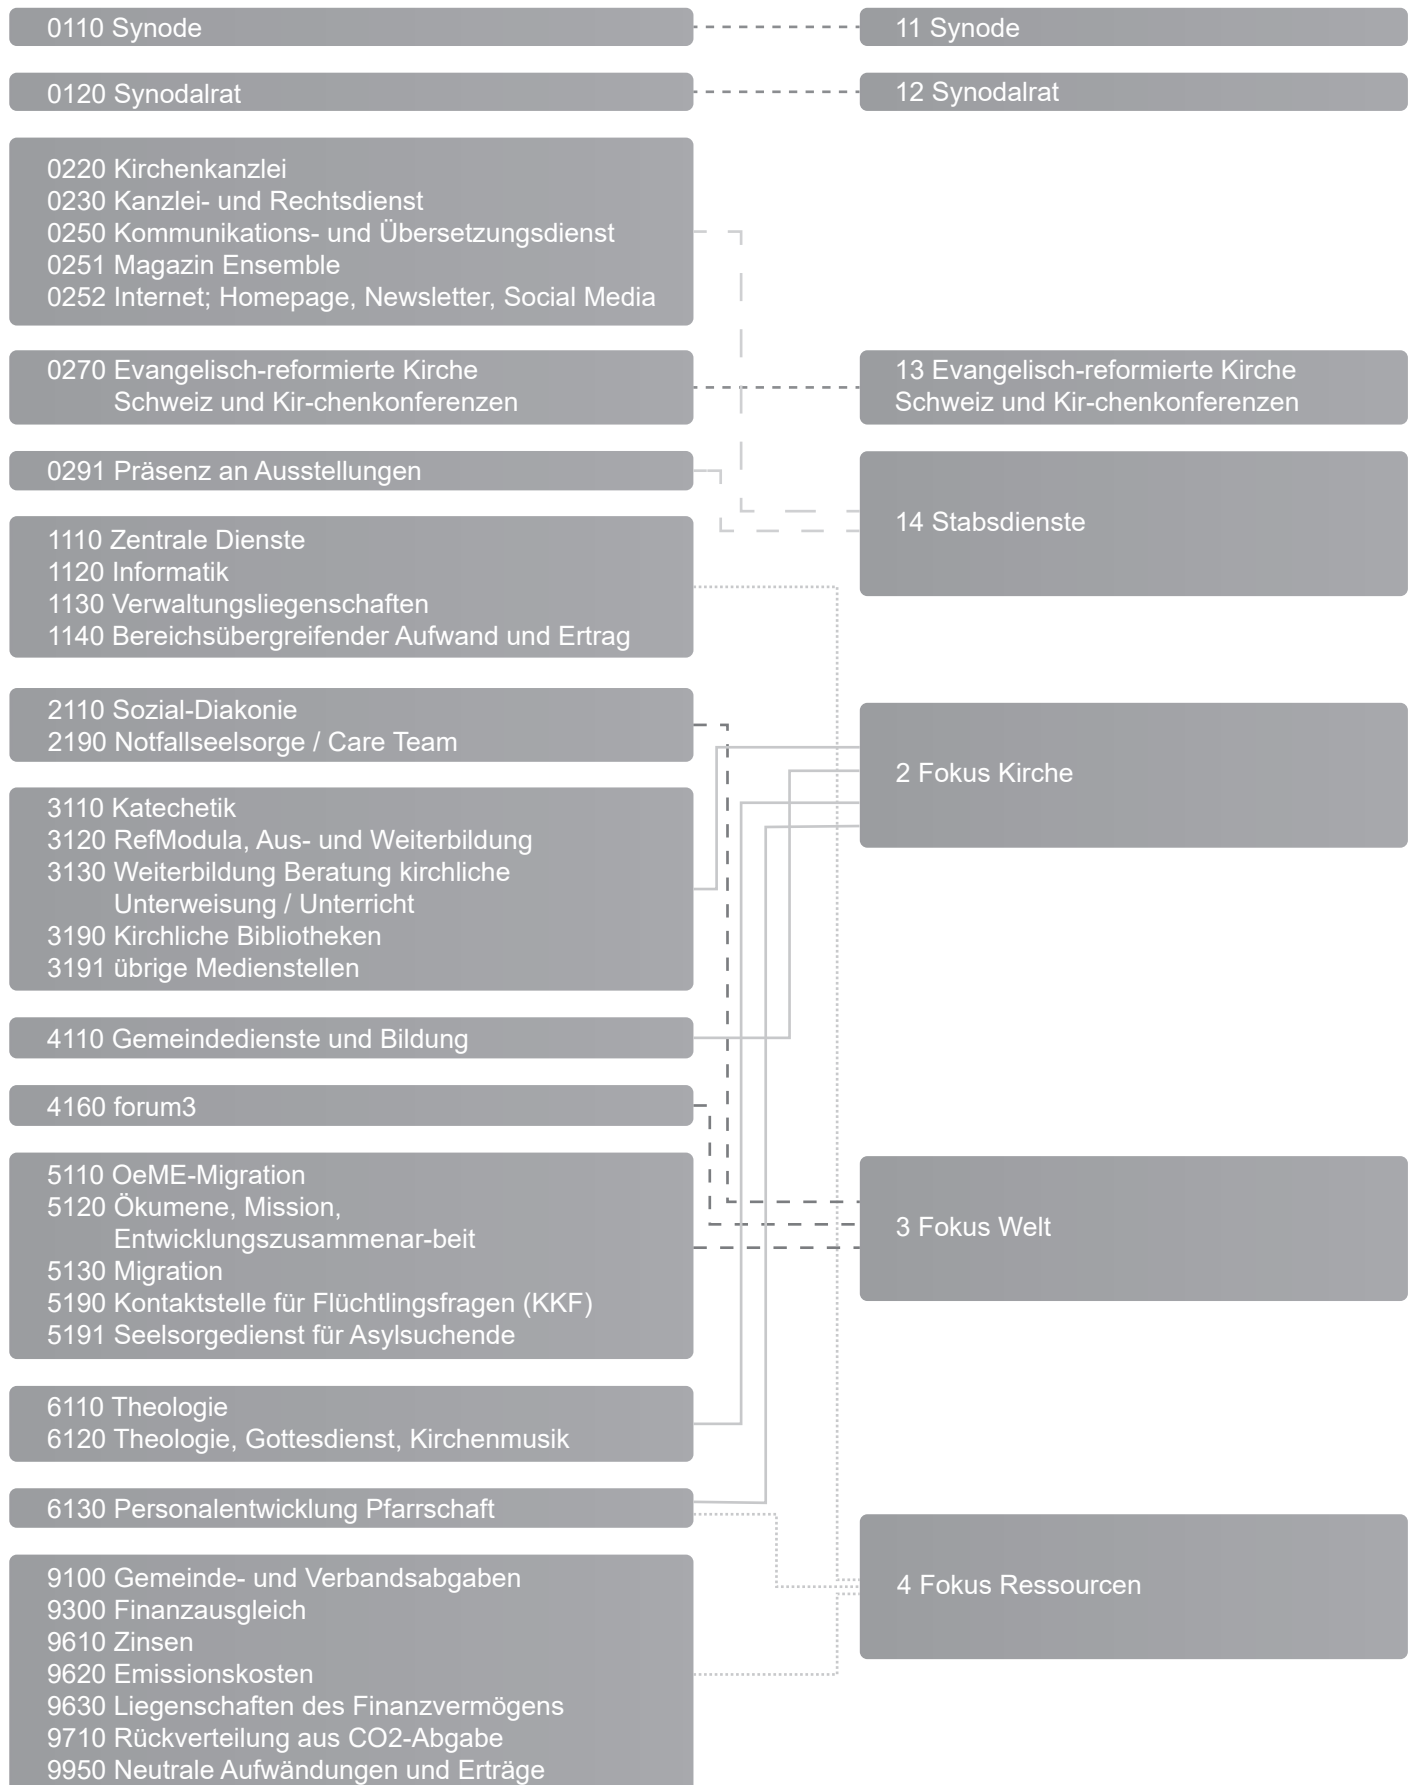 0110 Synode
11 Synode
0120 Synodalrat
12 Synodalrat
0220 Kirchenkanzlei
0230 Kanzlei- und Rechtsdienst
0250 Kommunikations- und Übersetzungsdienst
0251 Magazin Ensemble
0252 Internet; Homepage, Newsletter, Social Media
0270 Evangelisch-reformierte Kirche
Schweiz und Kir-chenkonferenzen
13 Evangelisch-reformierte Kirche
Schweiz und Kir-chenkonferenzen
0291 Präsenz an Ausstellungen
14 Stabsdienste
1110 Zentrale Dienste
1120 Informatik
1130 Verwaltungsliegenschaften
1140 Bereichsübergreifender Aufwand und Ertrag
2110 Sozial-Diakonie
2190 Notfallseelsorge / Care Team
2 Fokus Kirche
3110 Katechetik
3120 RefModula, Aus- und Weiterbildung
3130 Weiterbildung Beratung kirchliche
Unterweisung / Unterricht
3190 Kirchliche Bibliotheken
3191 übrige Medienstellen
4110 Gemeindedienste und Bildung
4160 forum3
5110 OeME-Migration
5120 Ökumene, Mission,
Entwicklungszusammenar-beit
5130 Migration
5190 Kontaktstelle für Flüchtlingsfragen (KKF)
5191 Seelsorgedienst für Asylsuchende
3 Fokus Welt
6110 Theologie
6120 Theologie, Gottesdienst, Kirchenmusik
6130 Personalentwicklung Pfarrschaft
4 Fokus Ressourcen
9100 Gemeinde- und Verbandsabgaben
9300 Finanzausgleich
9610 Zinsen
9620 Emissionskosten
9630 Liegenschaften des Finanzvermögens
9710 Rückverteilung aus CO2-Abgabe
9950 Neutrale Aufwändungen und Erträge